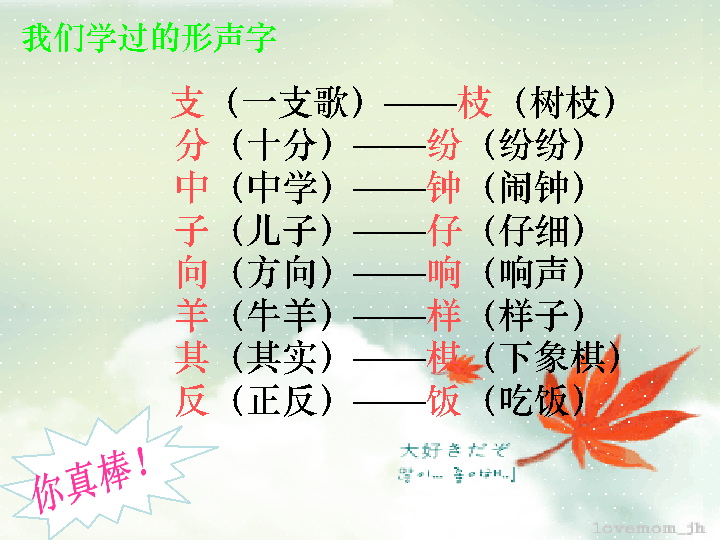 我们学过的形声字
支（一支歌）——枝（树枝）
分（十分）——纷（纷纷）
中（中学）——钟（闹钟）
子（儿子）——仔（仔细）
向（方向）——响（响声）
羊（牛羊）——样（样子）
其（其实）——棋（下象棋）
反（正反）——饭（吃饭）
大好きだぞ
你真棒！
lovemom_jh